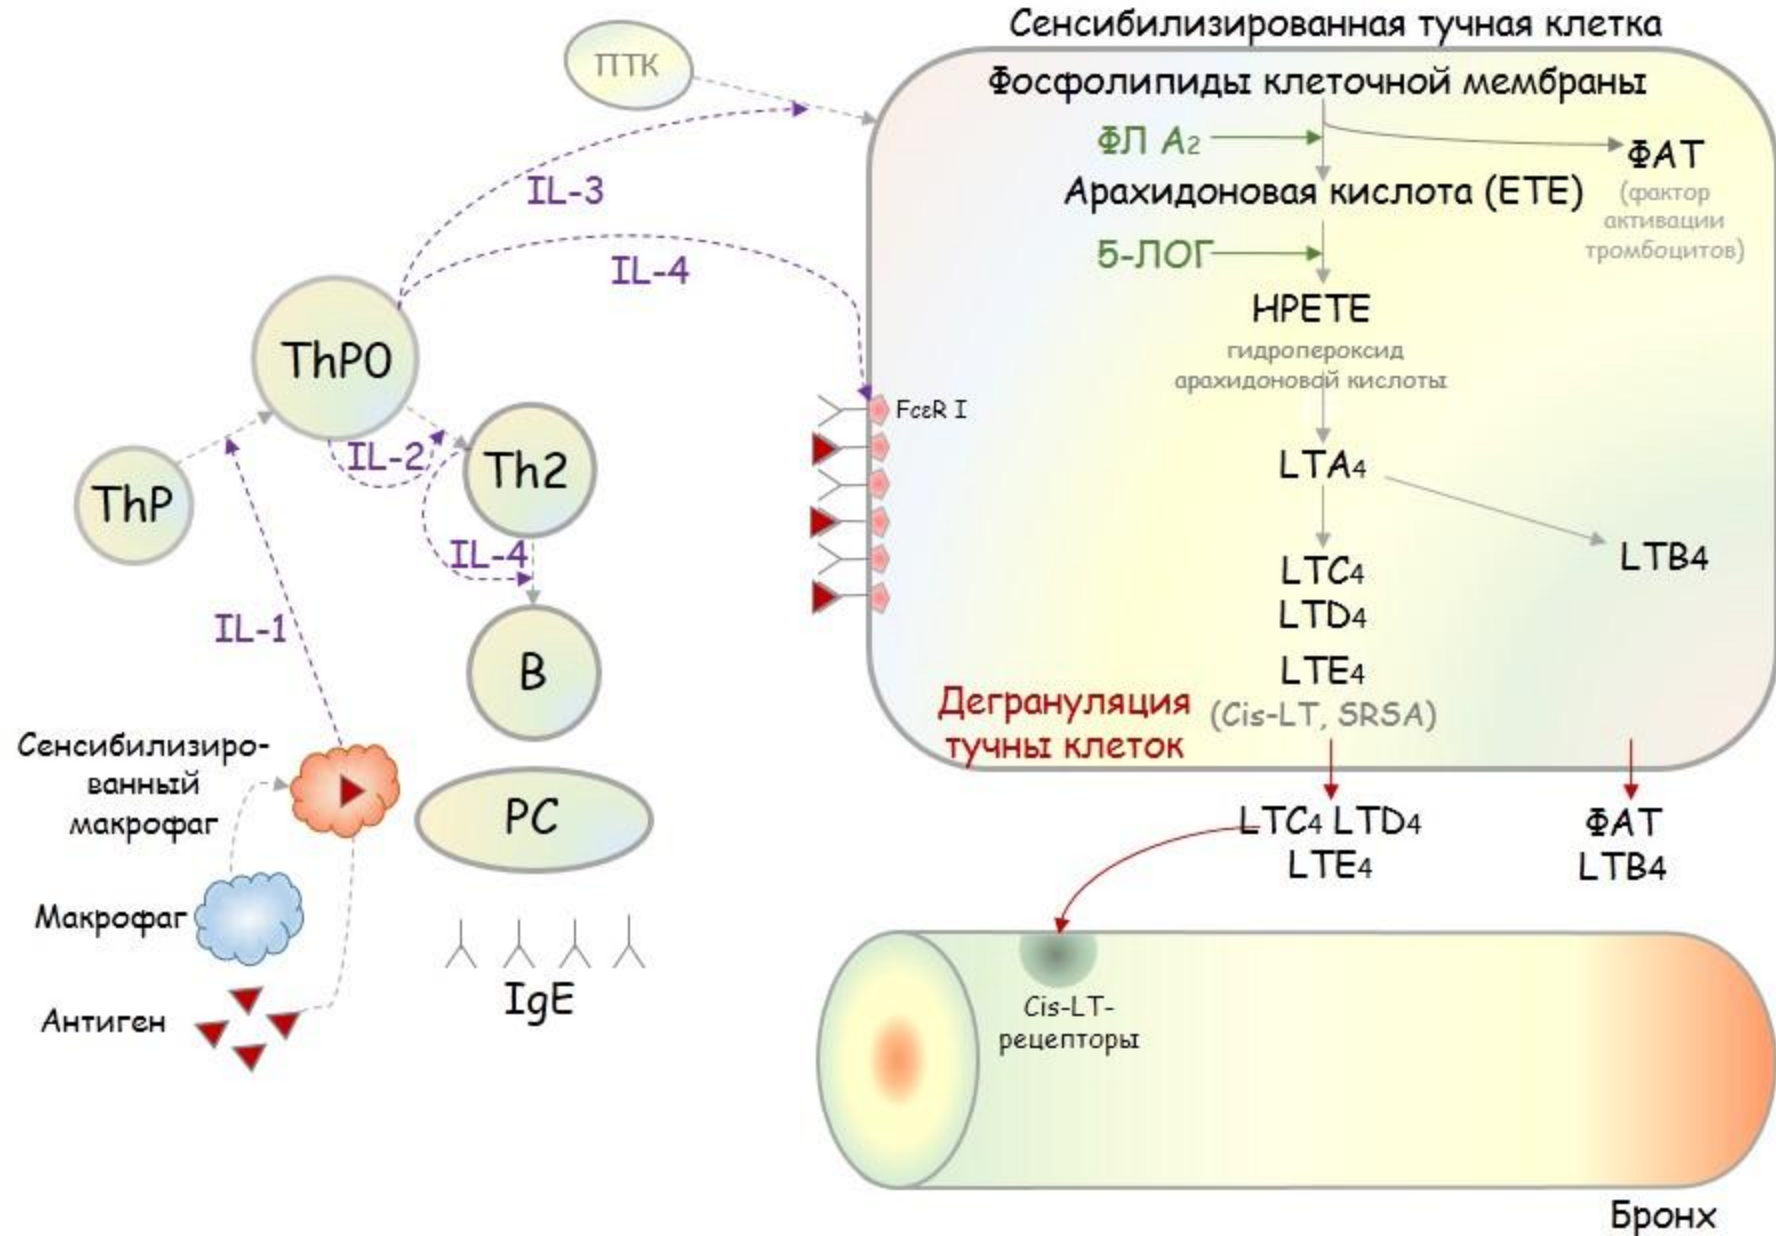 Сенсибилизированная тучная клетка
ПТК
Фосфолипиды клеточной мембраны
ФЛ А2
ФАТ
(фактор
активации
тромбоцитов)
IL-3
Арахидоновая кислота (ЕТЕ)
IL-4
5-ЛОГ
HPETE
гидропероксид
арахидоновой кислоты
ThP0
FcεR I
IL-2
Th2
LTA4
ThP
IL-4
LTB4
LTC4
LTD4
IL-1
B
LTE4
(Cis-LT, SRSA)
Дегрануляция
тучны клеток
Сенсибилизиро-
ванный
макрофаг
PC
LTC4 LTD4
LTE4
ФАТ
LTB4
Макрофаг
IgE
Антиген
Cis-LT-
рецепторы
Бронх